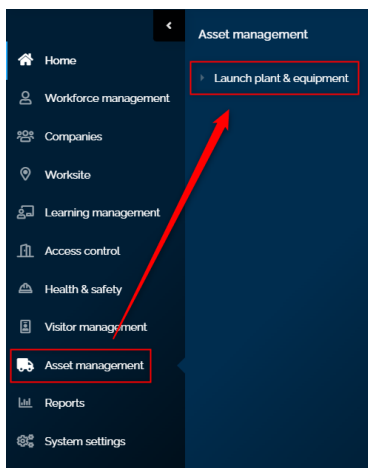 Home
Workforce management
Companies
Worksite
Learning management
Access control
Health & safety
Visitor management
Asset management
Reports
System settings
Asset management
Launch plant & equipment